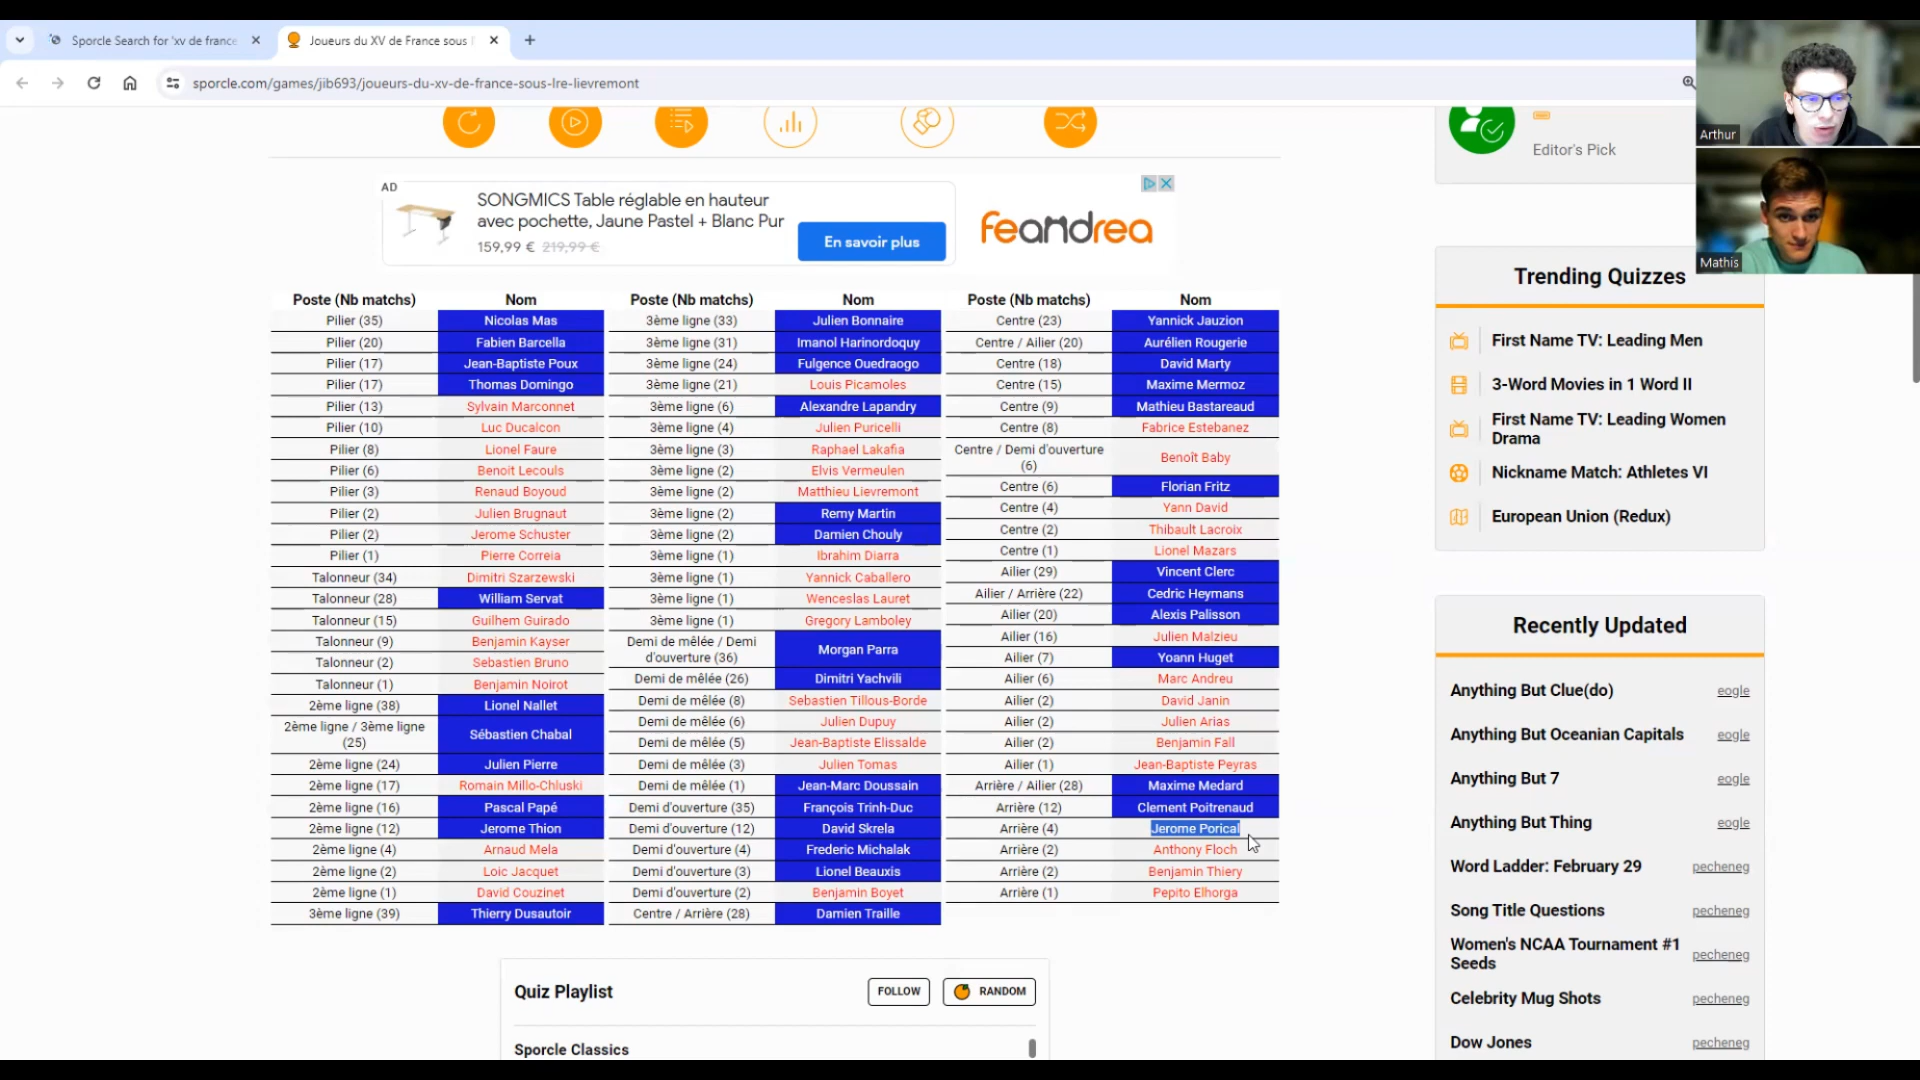 Sporcle Search for 'xv de france
Joueurs du XV de France sous l
sporcle.com/games/jib693/joueurs-du-xv-de-france-sous-lre-lievremont
Arthur
Mathis
Editor's Pick
AD
SONGMICS Table réglable en hauteur
avec pochette, Jaune Pastel + Blanc Pur
159,99 € 219,99 €
En savoir plus
feandrea
Poste (Nb matchs) Nom
Pilier (35) Nicolas Mas
Pilier (20) Fabien Barcella
Pilier (17) Jean-Baptiste Poux
Pilier (17) Thomas Domingo
Pilier (13) Sylvain Marconnet
Pilier (10) Luc Ducalcon
Pilier (8) Lionel Faure
Pilier (6) Benoit Lecouls
Pilier (3) Renaud Boyoud
Pilier (2) Julien Brugnaut
Pilier (2) Jerome Schuster
Pilier (1) Pierre Correia
Talonneur (34) Dimitri Szarzewski
Talonneur (28) William Servat
Talonneur (15) Guilhem Guirado
Talonneur (9) Benjamin Kayser
Talonneur (2) Sebastien Bruno
Talonneur (1) Benjamin Noirot
2ème ligne (38) Lionel Nallet
2ème ligne / 3ème ligne
(25)
Sébastien Chabal
2ème ligne (24) Julien Pierre
2ème ligne (17) Romain Millo-Chluski
2ème ligne (16) Pascal Papé
2ème ligne (12) Jerome Thion
2ème ligne (4) Arnaud Mela
2ème ligne (2) Loic Jacquet
2ème ligne (1) David Couzinet
3ème ligne (39) Thierry Dusautoir
Poste (Nb matchs) Nom
3ème ligne (33) Julien Bonnaire
3ème ligne (31) Imanol Harinordoquy
3ème ligne (24) Fulgence Ouedraogo
3ème ligne (21) Louis Picamoles
3ème ligne (6) Alexandre Lapandry
3ème ligne (4) Julien Puricelli
3ème ligne (3) Raphael Lakafia
3ème ligne (2) Elvis Vermeulen
3ème ligne (2) Matthieu Lievremont
3ème ligne (2) Remy Martin
3ème ligne (2) Damien Chouly
3ème ligne (1) Ibrahim Diarra
3ème ligne (1) Yannick Caballero
3ème ligne (1) Wenceslas Lauret
3ème ligne (1) Gregory Lamboley
Demi de mêlée / Demi
d'ouverture (36)
Morgan Parra
Demi de mêlée (26) Dimitri Yachvili
Demi de mêlée (8) Sebastien Tillous-Borde
Demi de mêlée (6) Julien Dupuy
Demi de mêlée (5) Jean-Baptiste Elissalde
Demi de mêlée (3) Julien Tomas
Demi de mêlée (1) Jean-Marc Doussain
Demi d'ouverture (35) François Trinh-Duc
Demi d'ouverture (12) David Skrela
Demi d'ouverture (4) Frederic Michalak
Demi d'ouverture (3) Lionel Beauxis
Demi d'ouverture (2) Benjamin Boyet
Centre / Arrière (28) Damien Traille
Poste (Nb matchs) Nom
Centre (23) Yannick Jauzion
Centre / Ailier (20) Aurélien Rougerie
Centre (18) David Marty
Centre (15) Maxime Mermoz
Centre (9) Mathieu Bastareaud
Centre (8) Fabrice Estebanez
Centre / Demi d'ouverture
(6)
Benoît Baby
Centre (6) Florian Fritz
Centre (4) Yann David
Centre (2) Thibault Lacroix
Centre (1) Lionel Mazars
Ailier (29) Vincent Clerc
Ailier / Arrière (22) Cedric Heymans
Ailier (20) Alexis Palisson
Ailier (16) Julien Malzieu
Ailier (7) Yoann Huget
Ailier (6) Marc Andreu
Ailier (2) David Janin
Ailier (2) Julien Arias
Ailier (2) Benjamin Fall
Ailier (1) Jean-Baptiste Peyras
Arrière / Ailier (28) Maxime Medard
Arrière (12) Clement Poitrenaud
Arrière (4) Jerome Porical
Arrière (2) Anthony Floch
Arrière (2) Benjamin Thiery
Arrière (1) Pepito Elhorga
Quiz Playlist
FOLLOW
RANDOM
Sporcle Classics
Trending Quizzes
First Name TV: Leading Men
3-Word Movies in 1 Word II
First Name TV: Leading Women
Drama
Nickname Match: Athletes VI
European Union (Redux)
Recently Updated
Anything But Clue(do) eogle
Anything But Oceanian Capitals eogle
Anything But 7 eogle
Anything But Thing eogle
Word Ladder: February 29 pecheneg
Song Title Questions pecheneg
Women's NCAA Tournament #1
Seeds
pecheneg
Celebrity Mug Shots pecheneg
Dow Jones pecheneg